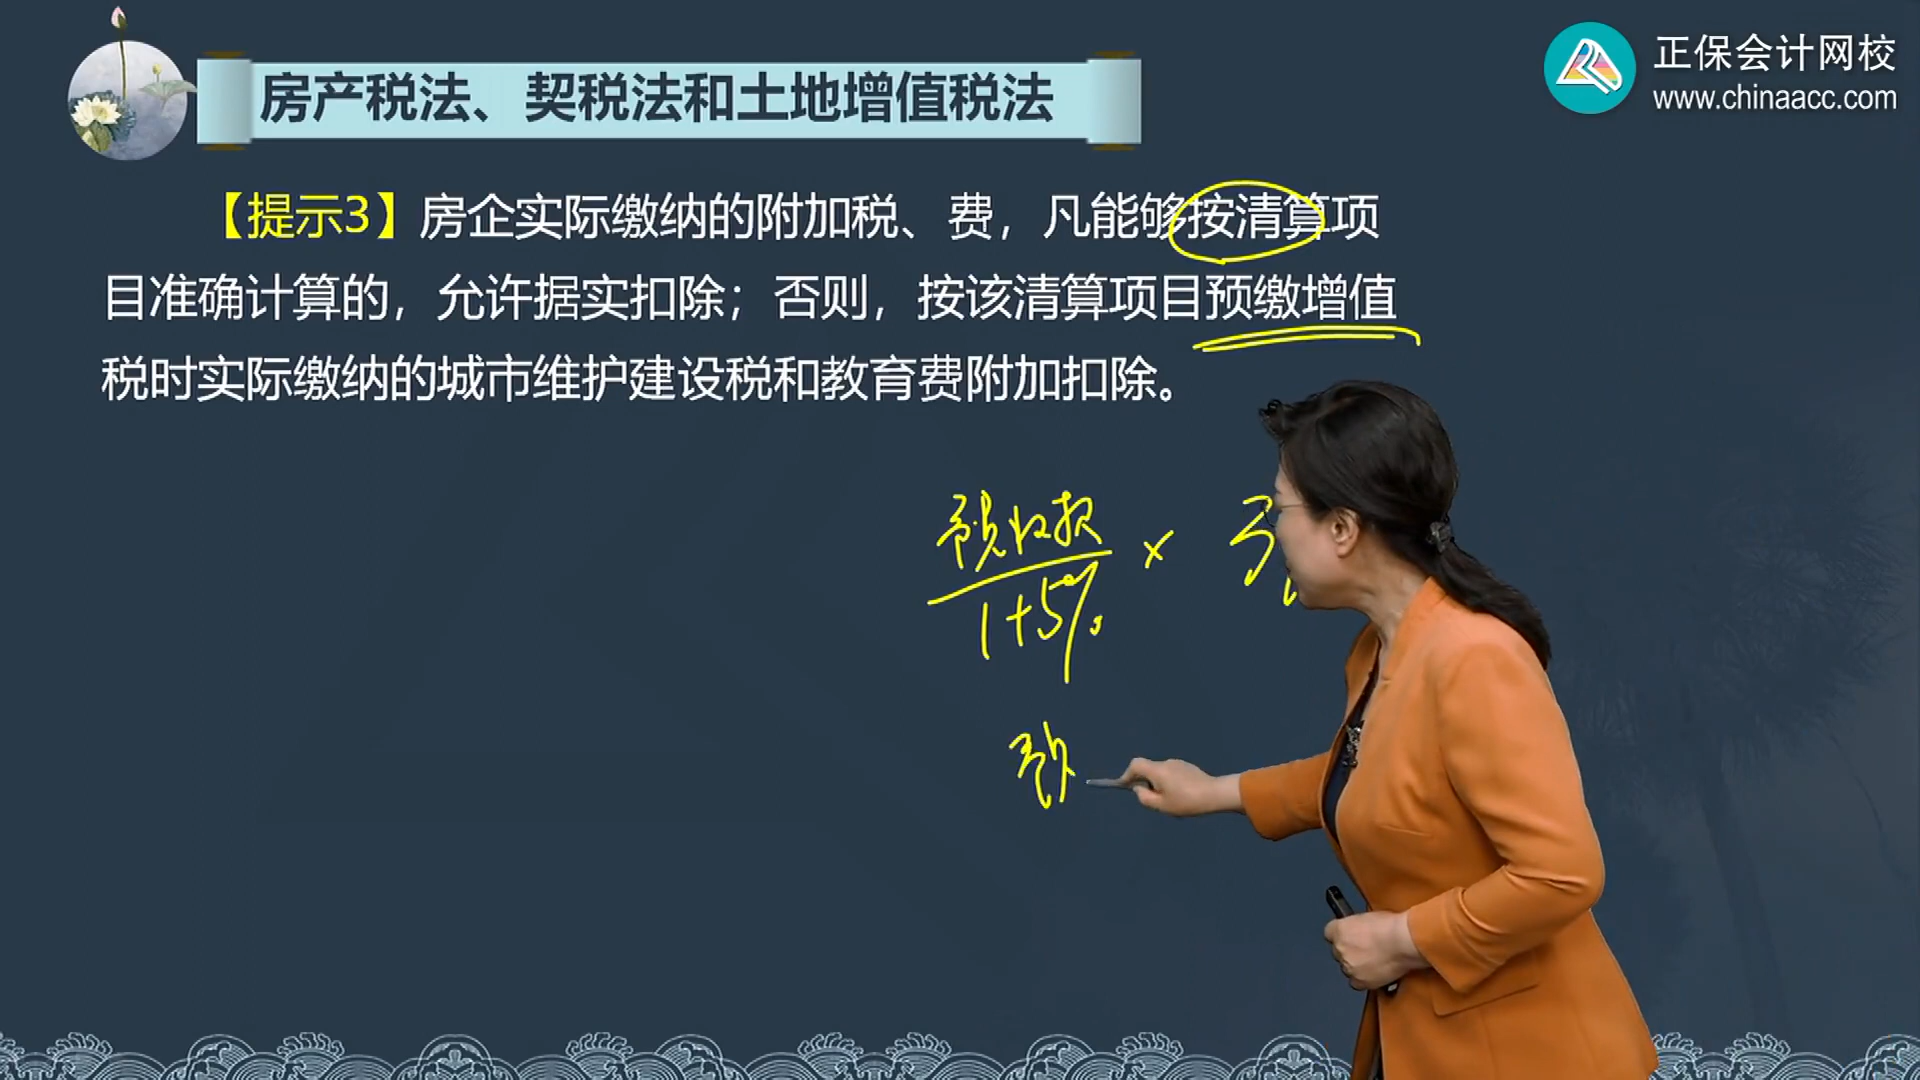 房产税法、契税法和土地增值税法
正保会计网校
www.chinaacc.com
【提示3】房企实际缴纳的附加税、费，凡能够按清算项
目准确计算的，允许据实扣除；否则，按该清算项目预缴增值
税时实际缴纳的城市维护建设税和教育费附加扣除。
预收款
1+5%
×